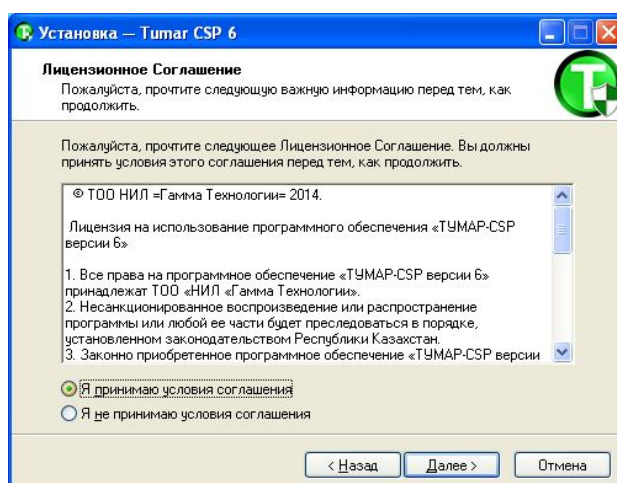 Установка — Tumar CSP 6
Лицензионное Соглашение
Пожалуйста, прочтите следующую важную информацию перед тем, как
продолжить.
Пожалуйста, прочтите следующее Лицензионное Соглашение. Вы должны
принять условия этого соглашения перед тем, как продолжить.
© ТОО НИЛ =Гамма Технологии= 2014.
Лицензия на использование программного обеспечения «ТУМАР-CSP
версии 6»
1. Все права на программное обеспечение «ТУМАР-CSP версии 6»
принадлежат ТОО «НИЛ «Гамма Технологии».
2. Несанкционированное воспроизведение или распространение
программы или любой ее части будет преследоваться в порядке,
установленном законодательством Республики Казахстан.
3. Законно приобретенное программное обеспечение «ТУМАР-CSP версии
Я принимаю условия соглашения
Я не принимаю условия соглашения
< Назад Далее > Отмена